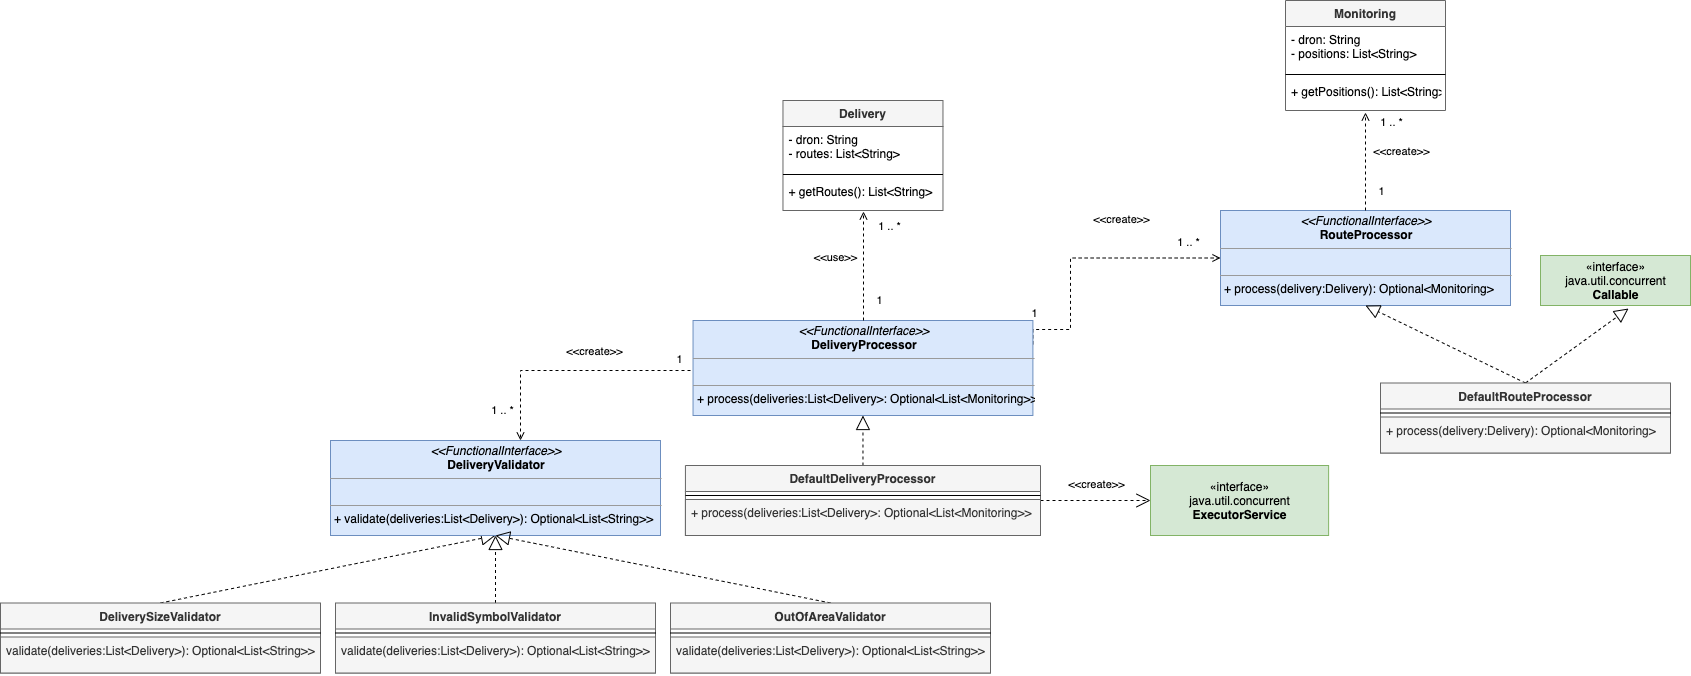 Monitoring
- dron: String
- positions: List<String>
+ getPositions(): List<String>
1 .. *
<<create>>
1
Delivery
- dron: String
- routes: List<String>
+ getRoutes(): List<String>
1 .. *
<<use>>
1
<<create>>
1 .. *
1
<<FunctionalInterface>>
RouteProcessor
+ process(delivery:Delivery): Optional<Monitoring>
«interface»
java.util.concurrent
Callable
<<FunctionalInterface>>
DeliveryProcessor
+ process(deliveries:List<Delivery>: Optional<List<Monitoring>>
<<create>>
1
1 .. *
DefaultRouteProcessor
+ process(delivery:Delivery): Optional<Monitoring>
<<FunctionalInterface>>
DeliveryValidator
+ validate(deliveries:List<Delivery>): Optional<List<String>>
DefaultDeliveryProcessor
+ process(deliveries:List<Delivery>: Optional<List<Monitoring>>
<<create>>
«interface»
java.util.concurrent
ExecutorService
DeliverySizeValidator
validate(deliveries:List<Delivery>): Optional<List<String>>
InvalidSymbolValidator
validate(deliveries:List<Delivery>): Optional<List<String>>
OutOfAreaValidator
validate(deliveries:List<Delivery>): Optional<List<String>>